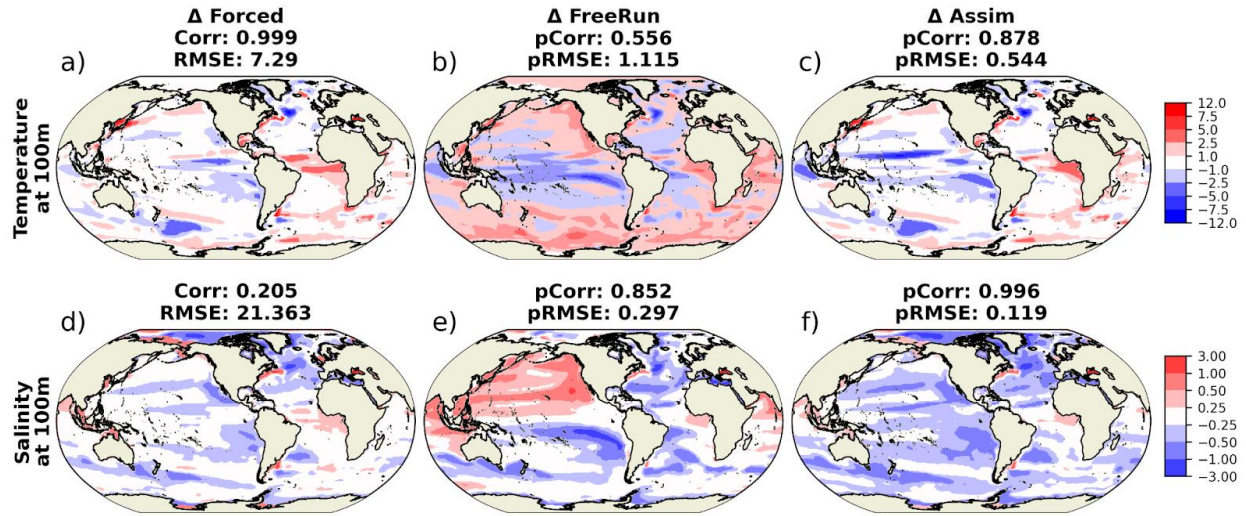 Δ Forced
Corr: 0.999
RMSE: 7.29
Δ FreeRun
pCorr: 0.556
pRMSE: 1.115
Δ Assim
pCorr: 0.878
pRMSE: 0.544
a)
b)
c)
Temperature
at 100m
12.0
7.5
5.0
2.5
1.0
−1.0
−2.5
−5.0
−7.5
−12.0
Corr: 0.205
RMSE: 21.363
pCorr: 0.852
pRMSE: 0.297
pCorr: 0.996
pRMSE: 0.119
d)
e)
f)
Salinity
at 100m
3.00
1.00
0.50
0.25
−0.25
−0.50
−1.00
−3.00